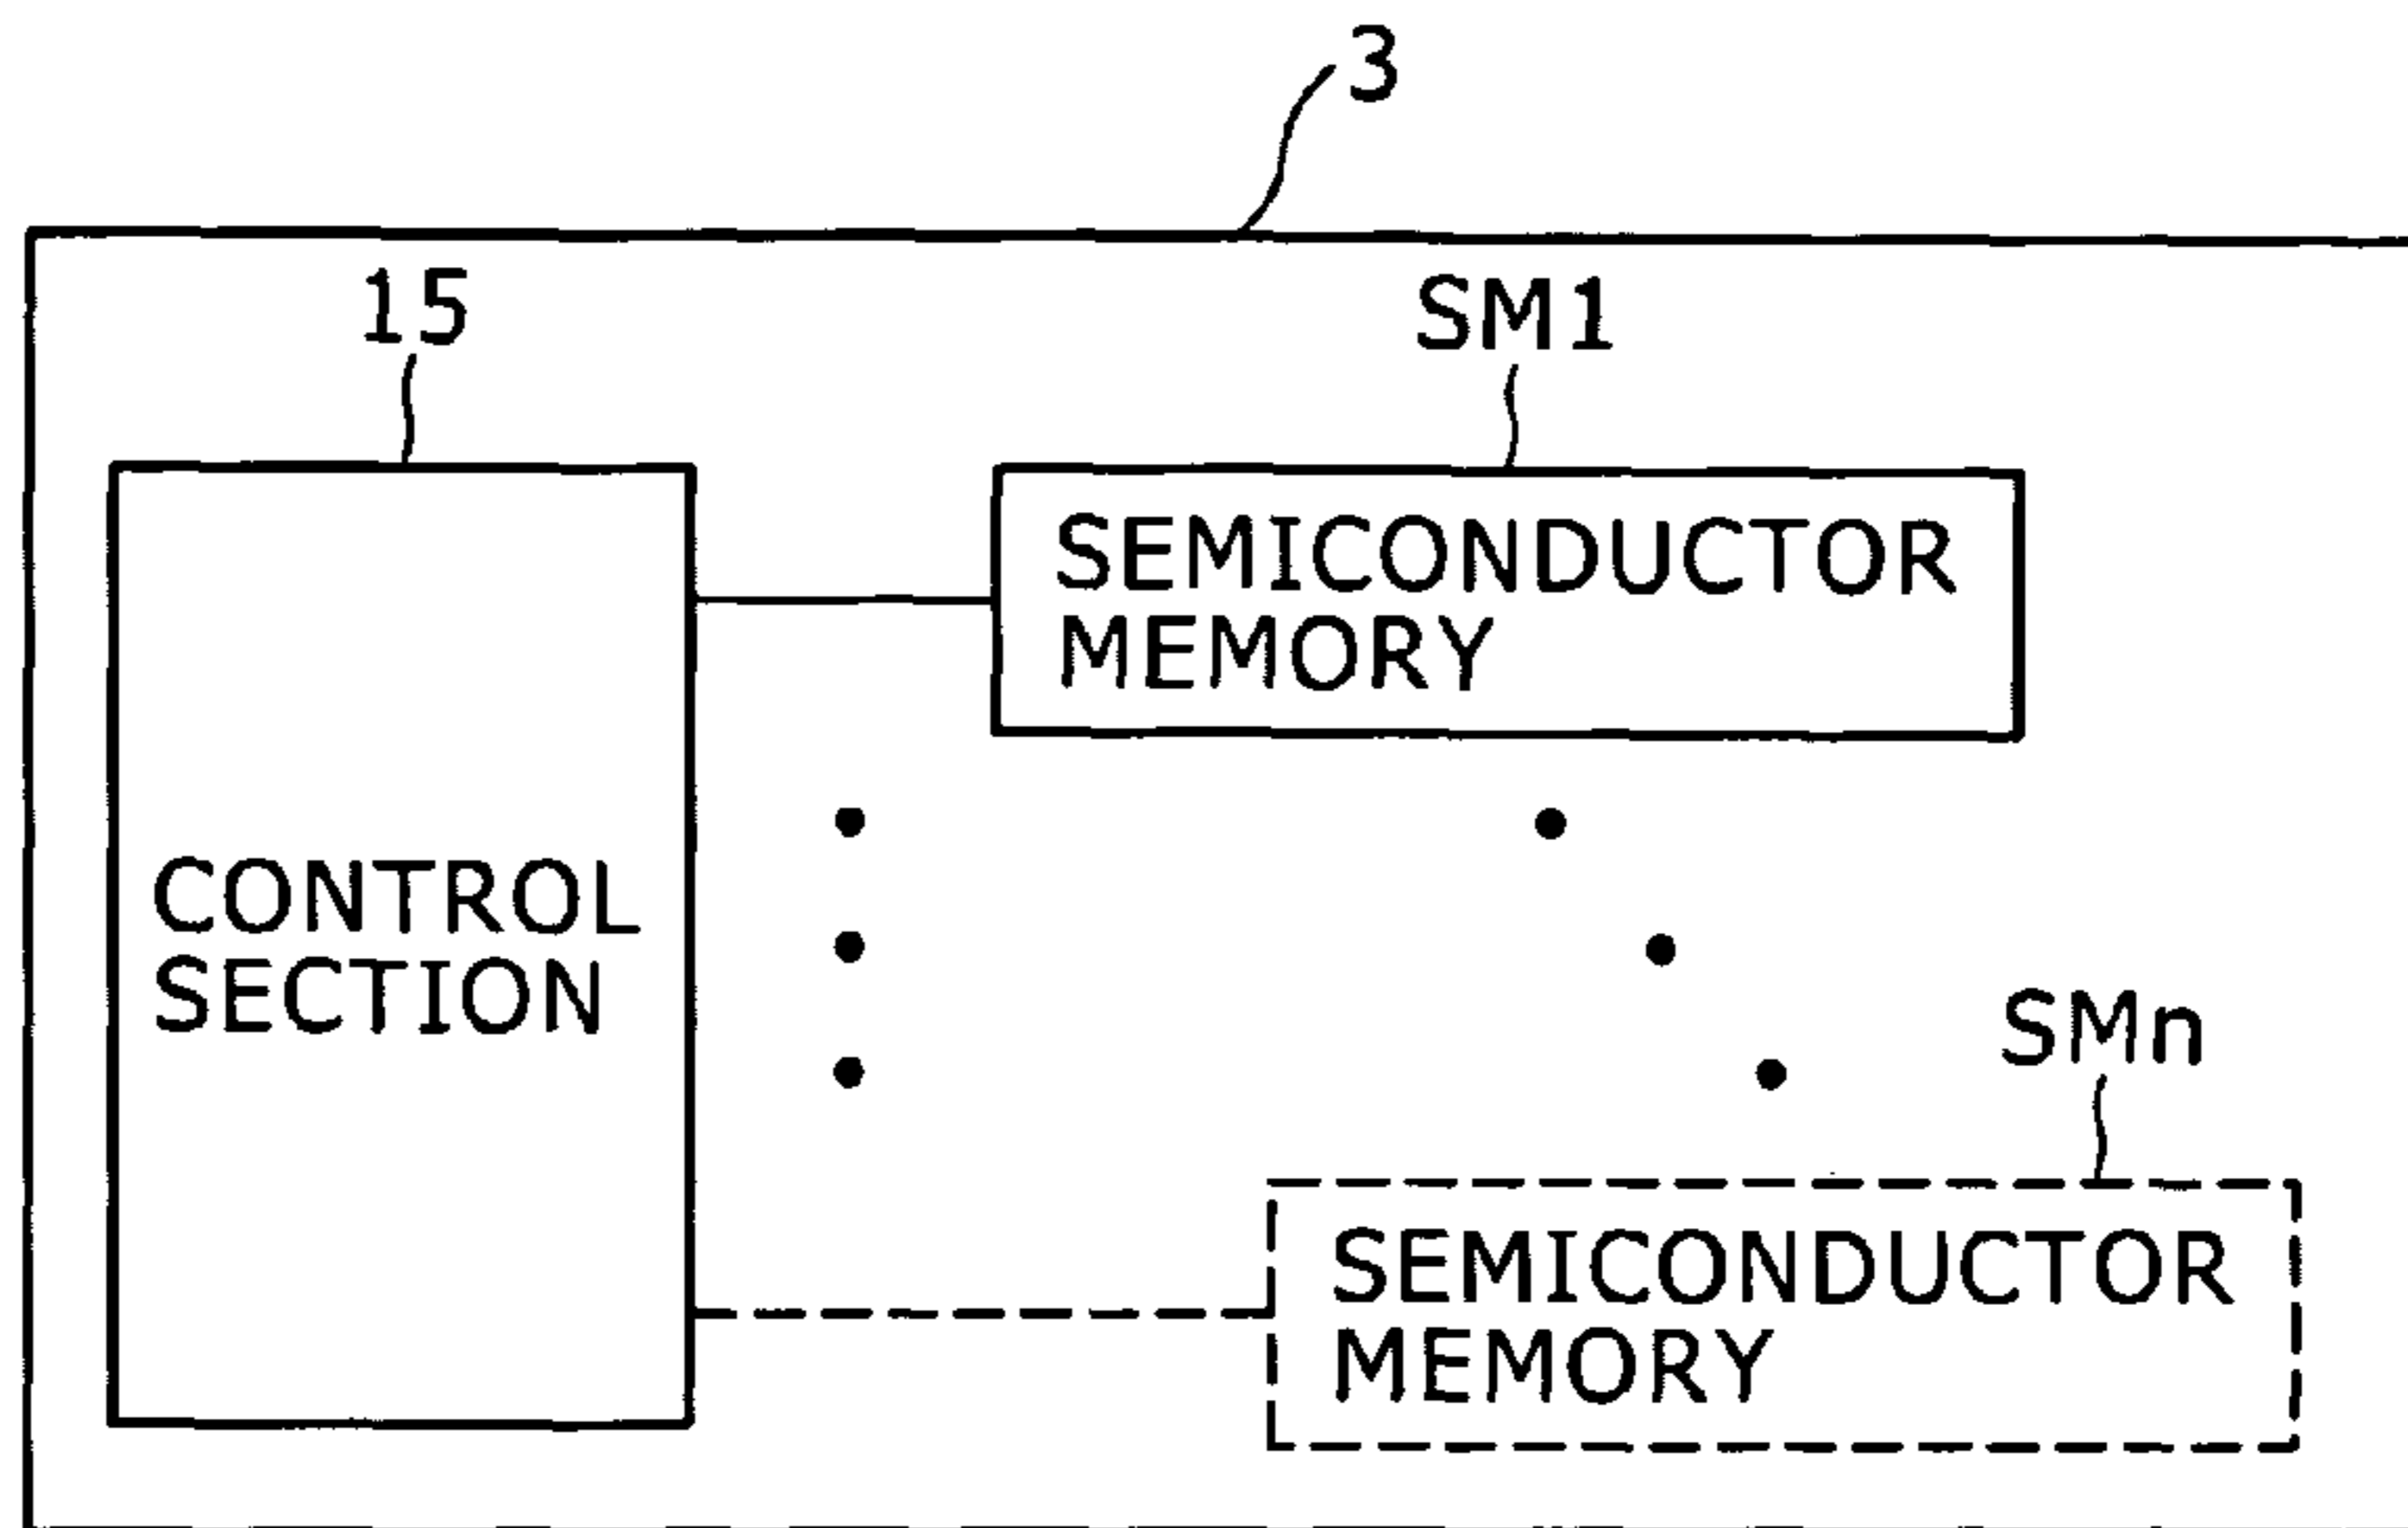 3
15
SM1
SEMICONDUCTOR
MEMORY
CONTROL
SECTION
SMn
SEMICONDUCTOR
MEMORY